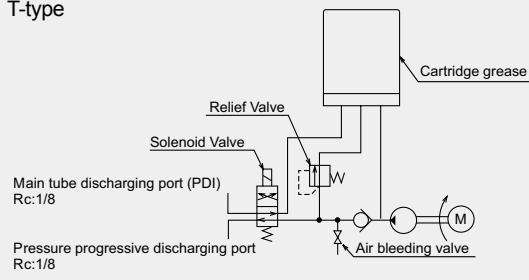 T-type
Cartridge grease
Relief Valve
Solenoid Valve
Main tube discharging port (PDI)
Rc:1/8
M
Pressure progressive discharging port
Rc:1/8
Air bleeding valve